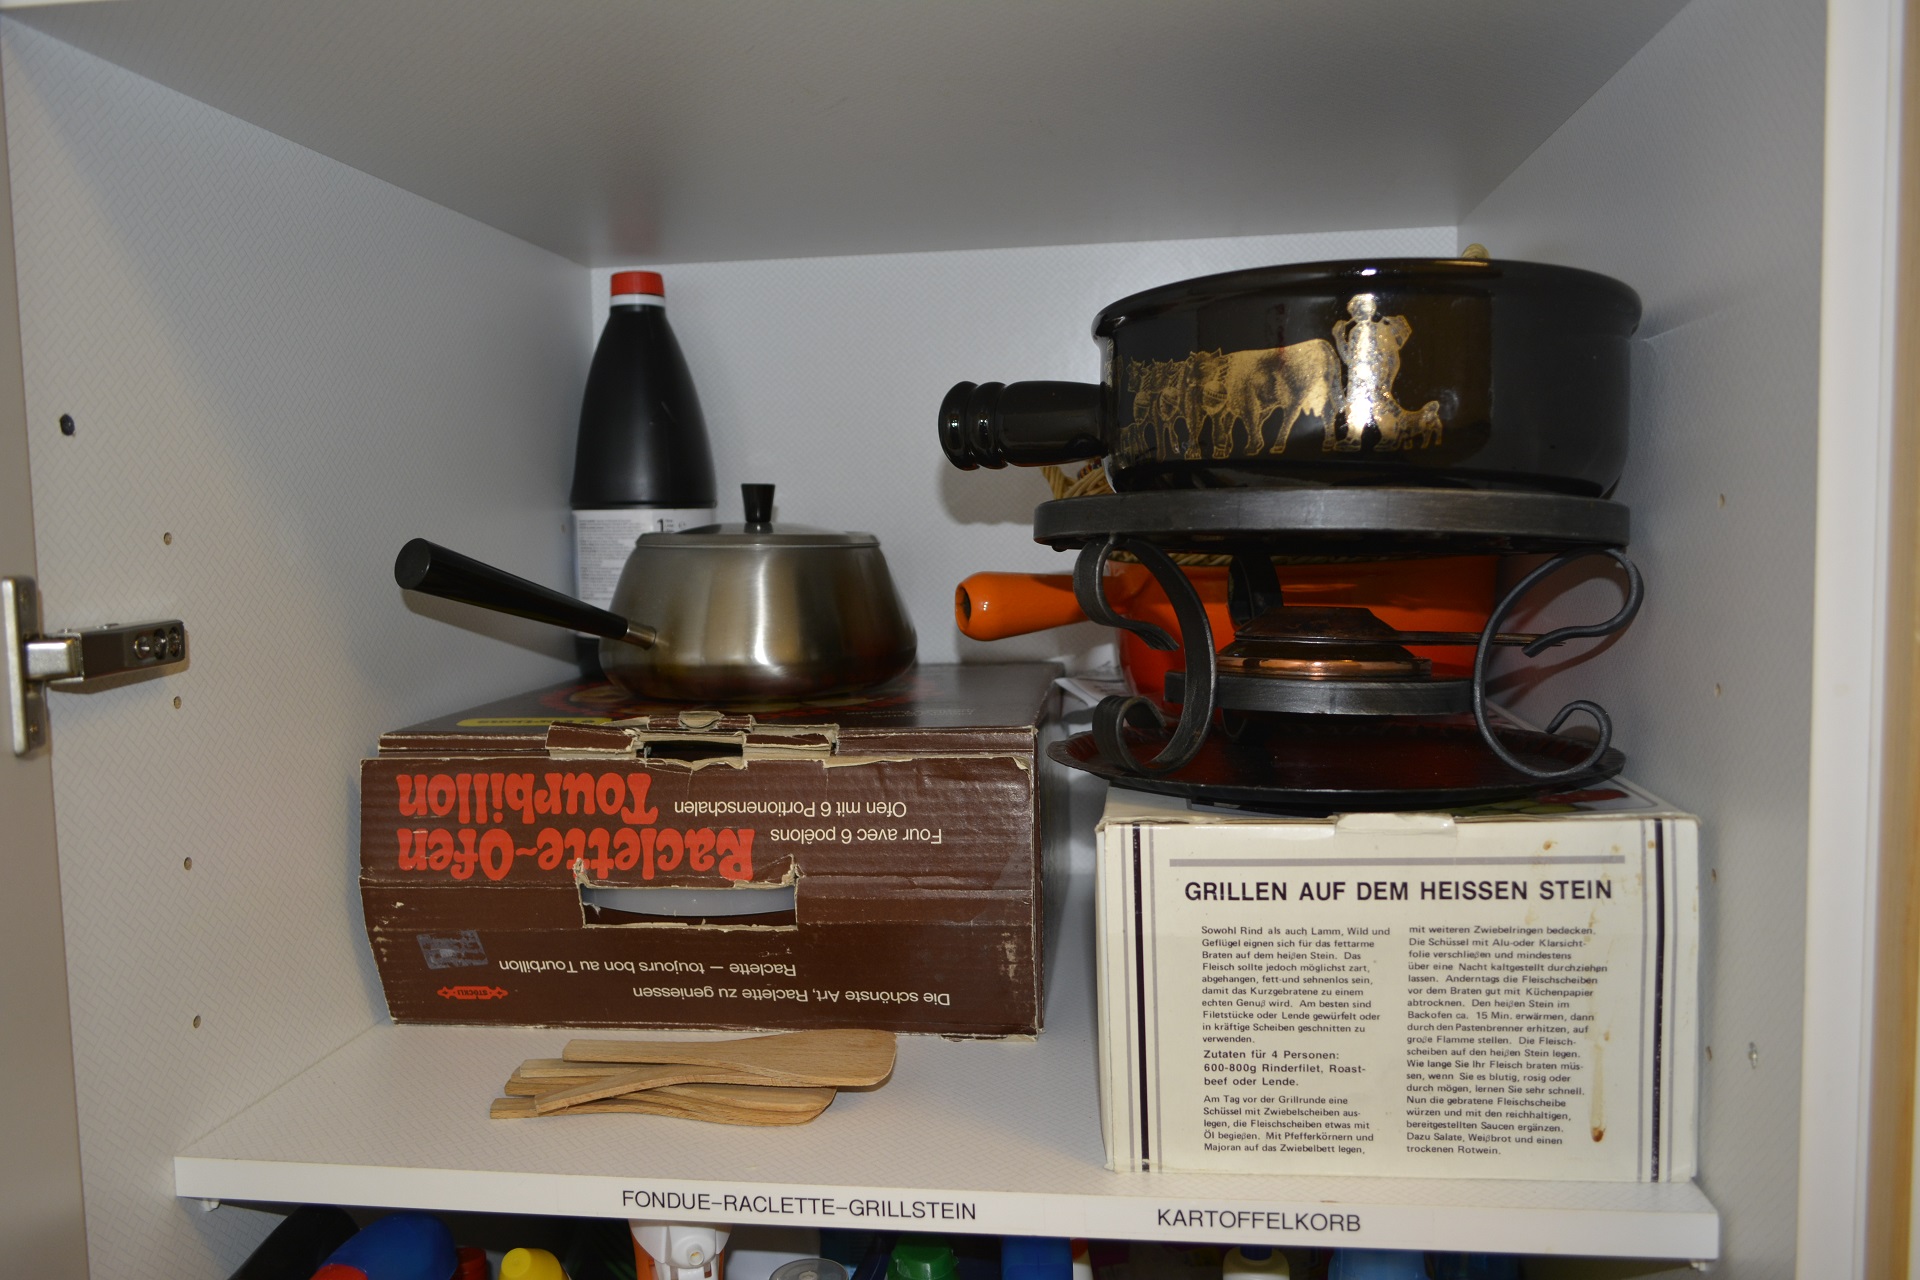 1
Raclette-Ofen
Tourbillon
Four avec 6 poêlons
Ofen mit 6 Portionenschalen
Die schönste Art, Raclette zu geniessen
Raclette – toujours bon au Tourbillon
STÖCKLI
GRILLEN AUF DEM HEISSEN STEIN
Sowohl Rind als auch Lamm, Wild und
Geflügel eignen sich für das fettarme
Braten auf dem heißen Stein. Das
Fleisch sollte jedoch möglichst zart,
abgehangen, fett-und sehnenlos sein,
damit das Kurzgebratene zu einem
echten Genuß wird. Am besten sind
Filetstücke oder Lende gewürfelt oder
in kräftige Scheiben geschnitten zu
verwenden.
Zutaten für 4 Personen:
600-800g Rinderfilet, Roast-
beef oder Lende.
Am Tag vor der Grillrunde eine
Schüssel mit Zwiebelscheiben aus-
legen, die Fleischscheiben etwas mit
Öl begießen. Mit Pfefferkörnern und
Majoran auf das Zwiebelbett legen,
mit weiteren Zwiebelringen bedecken.
Die Schüssel mit Alu-oder Klarsicht-
folie verschließen und mindestens
über eine Nacht kaltgestellt durchziehen
lassen. Anderntags die Fleischscheiben
vor dem Braten gut mit Küchenpapier
abtrocknen. Den heißen Stein im
Backofen ca. 15 Min. erwärmen, dann
durch den Pastenbrenner erhitzen, auf
große Flamme stellen. Die Fleisch-
scheiben auf den heißen Stein legen.
Wie lange Sie Ihr Fleisch braten müs-
sen, wenn Sie es blutig, rosig oder
durch mögen, lernen Sie sehr schnell.
Nun die gebratene Fleischscheibe
würzen und mit den reichhaltigen,
bereitgestellten Saucen ergänzen.
Dazu Salate, Weißbrot und einen
trockenen Rotwein.
FONDUE-RACLETTE-GRILLSTEIN
KARTOFFELKORB